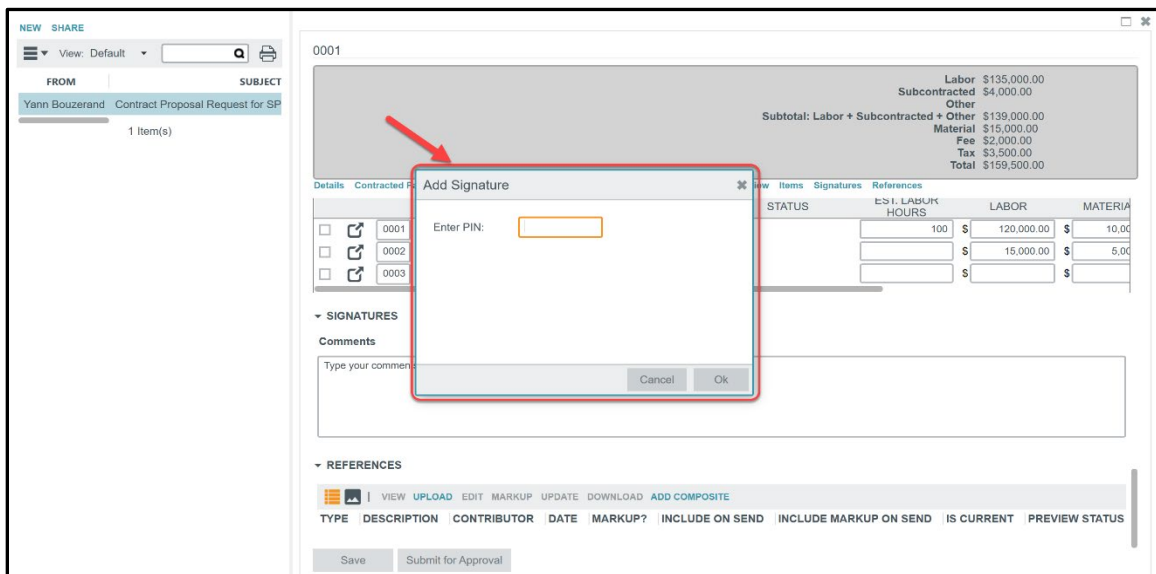 NEW SHARE
View: Default
FROM SUBJECT
Yann Bouzerand Contract Proposal Request for SP
1 Item(s)
0001
Labor $135,000.00
Subcontracted $4,000.00
Other
Subtotal: Labor + Subcontracted + Other $139,000.00
Material $15,000.00
Fee $2,000.00
Tax $3,500.00
Total $159,500.00
Details Contracted Items Signatures References
STATUS EST. LABOR HOURS LABOR MATERIA
0001 100 $ 120,000.00 $ 10,00
0002 $ 15,000.00 $ 5,00
0003 $ $
Add Signature
Enter PIN:
Cancel Ok
SIGNATURES
Comments
Type your commen
REFERENCES
VIEW UPLOAD EDIT MARKUP UPDATE DOWNLOAD ADD COMPOSITE
TYPE DESCRIPTION CONTRIBUTOR DATE MARKUP? INCLUDE ON SEND INCLUDE MARKUP ON SEND IS CURRENT PREVIEW STATUS
Save Submit for Approval